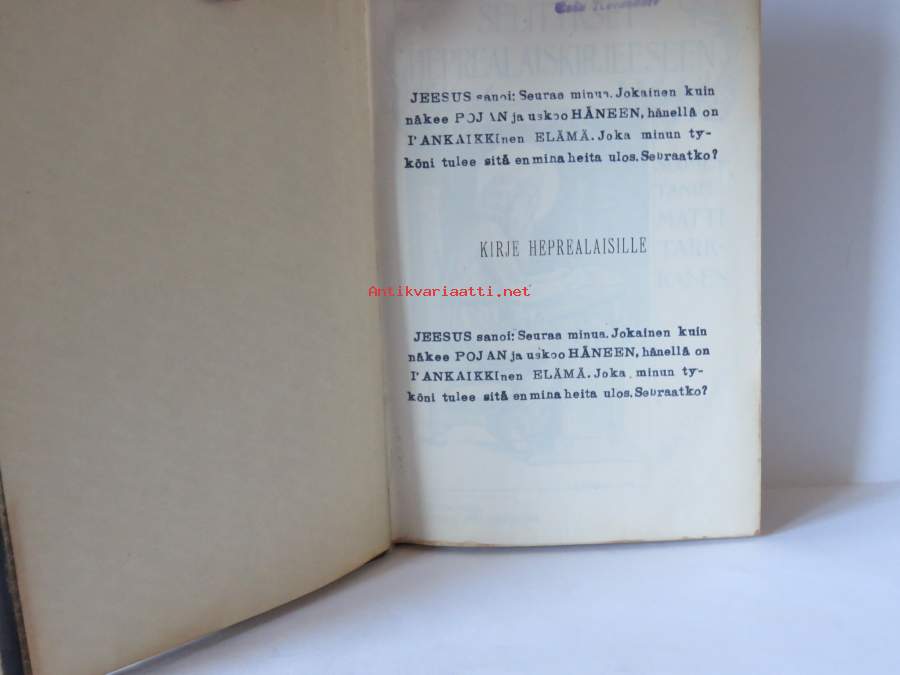 JEESUS sanoi: Seuraa minua. Jokainen kuin
näkee POJAN ja uskoo HÄNEEN, hänellä on
I'ANKAIKKInen ELÄMÄ. Joka minun ty-
köni tulee sitä en mina heita ulos. Seuraatko?
KIRJE HEPREALAISILLE
Antikvariaatti.net
JEESUS sanoi: Seuraa minua. Jokainen kuin
näkee POJAN ja uskoo HÄNEEN, hänellä on
I'ANKAIKKInen ELÄMÄ. Joka minun ty-
köni tulee sitä en mina heita ulos. Seuraatko?